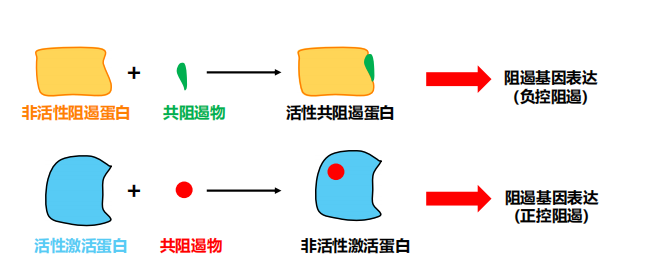 +
非活性阻遏蛋白
共阻遏物
活性共阻遏蛋白
阻遏基因表达
(负控阻遏)
+
活性激活蛋白
共阻遏物
非活性激活蛋白
阻遏基因表达
(正控阻遏)